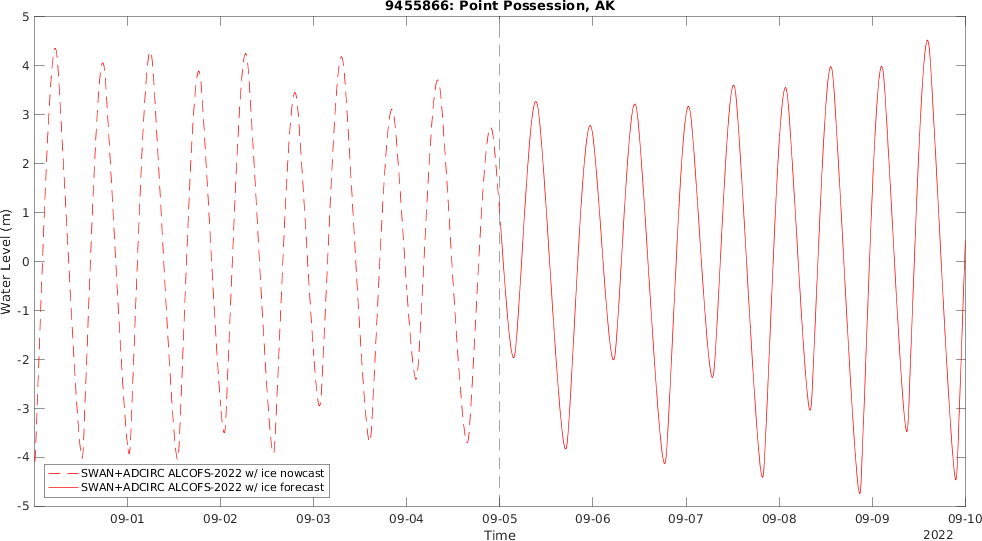 9455866: Point Possession, AK
Water Level (m)
5
4
3
2
1
0
-1
-2
-3
-4
-5
SWAN+ADCIRC ALCOFS-2022 w/ ice nowcast
SWAN+ADCIRC ALCOFS-2022 w/ ice forecast
09-01 09-02 09-03 09-04 09-05 09-06 09-07 09-08 09-09 09-10
Time
2022